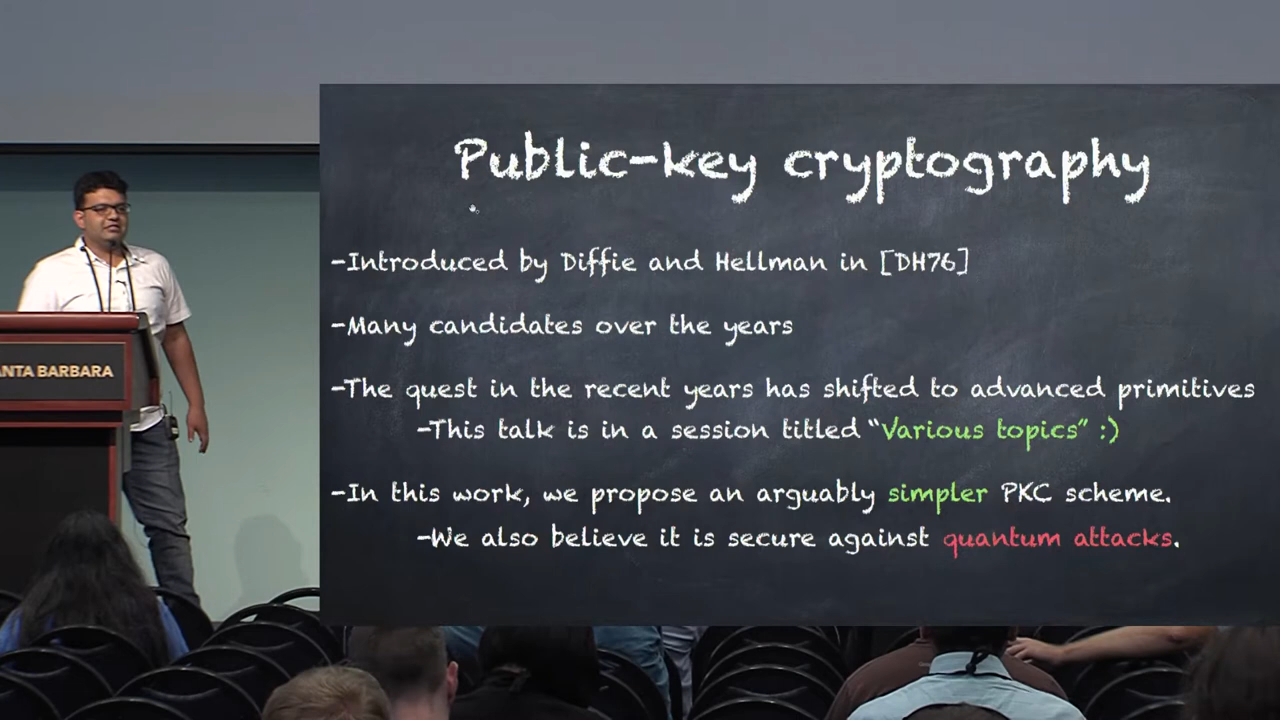 Public-key cryptography
-Introduced by Diffie and Hellman in [DH76]
-Many candidates over the years
-The quest in the recent years has shifted to advanced primitives
-This talk is in a session titled “Various topics” :)
-In this work, we propose an arguably simpler PKC scheme.
-We also believe it is secure against quantum attacks.
NTA BARBARA